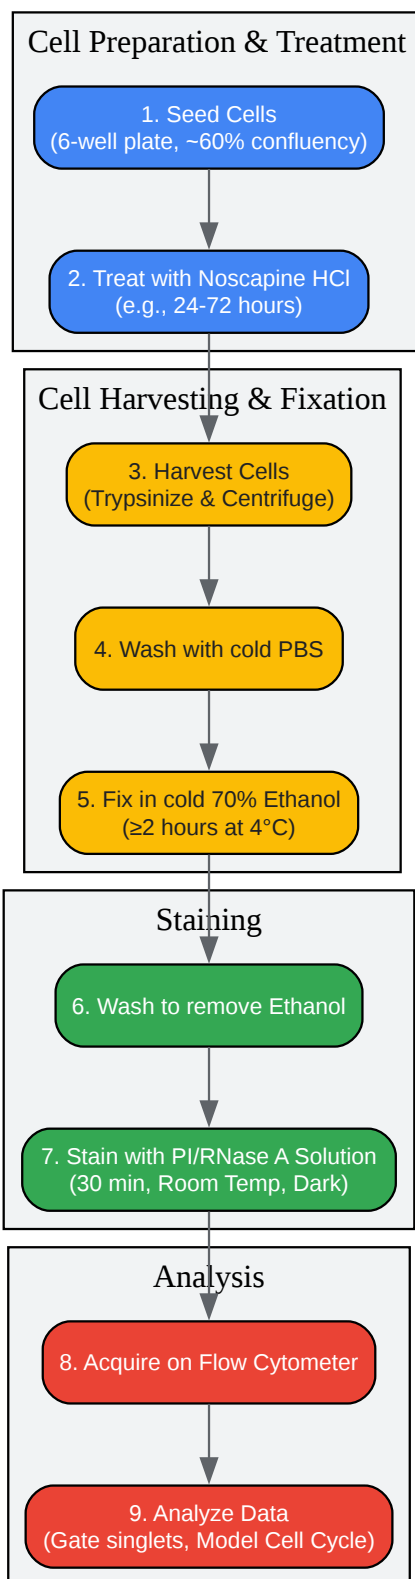 Cell Preparation & Treatment
1. Seed Cells
(6-well plate, ~60% confluency)
2. Treat with Noscapine HCl
(e.g., 24-72 hours)
Cell Harvesting & Fixation
3. Harvest Cells
(Trypsinize & Centrifuge)
4. Wash with cold PBS
5. Fix in cold 70% Ethanol
(≥2 hours at 4°C)
Staining
6. Wash to remove Ethanol
7. Stain with PI/RNase A Solution
(30 min, Room Temp, Dark)
Analysis
8. Acquire on Flow Cytometer
9. Analyze Data
(Gate singlets, Model Cell Cycle)